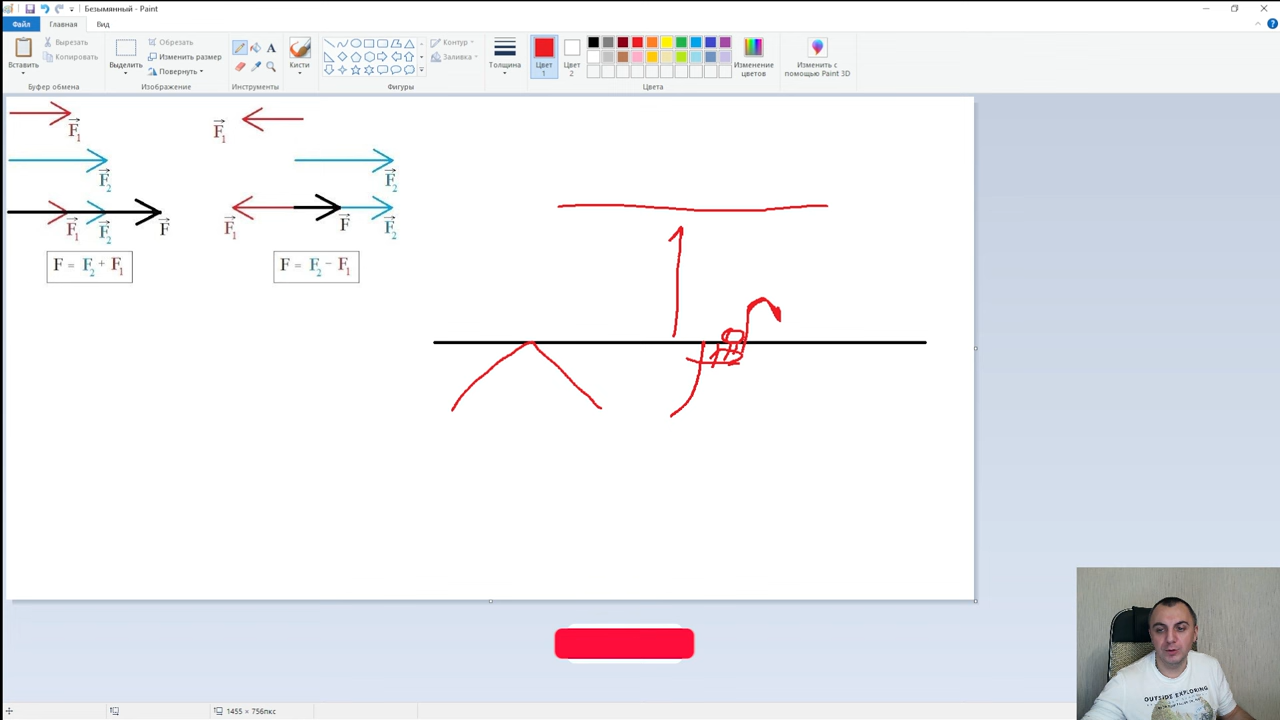 Безымянный - Paint
Файл Главная Вид
Вставить
Вырезать
Копировать
Буфер обмена
Выделить
Обрезать
Изменить размер
Повернуть
Изображение
A
Инструменты
Кисти
Фигуры
Контур
Заливка
Толщина
Цвет 1
Цвет 2
Изменение цветов
Цвета
Изменить с помощью Paint 3D
F₁
F₂
F₁ F₂ F
F = F₂ + F₁
F₁
F₂
F₁ F F₂
F = F₂ − F₁
1455 × 756пкс
OUTSIDE EXPLORING